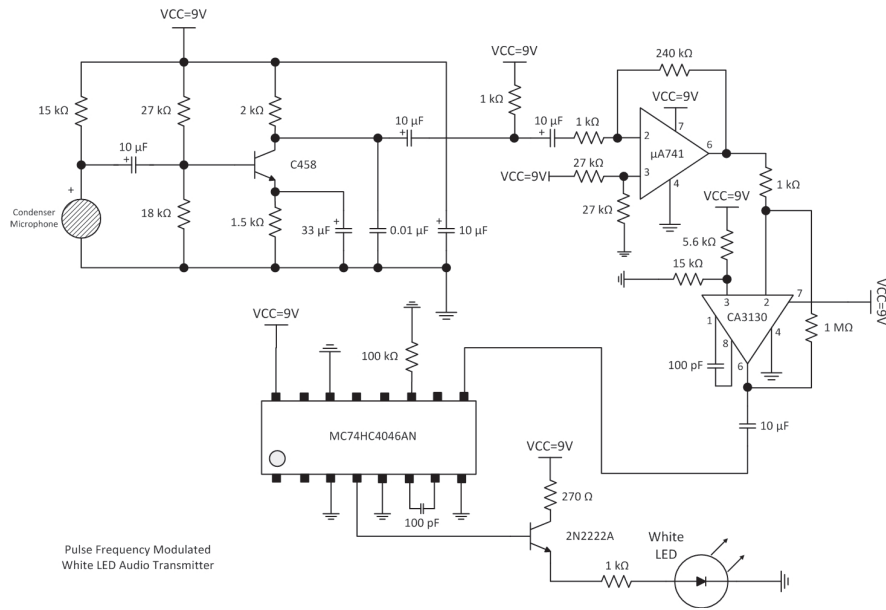 VCC=9V
15 kΩ
27 kΩ
2 kΩ
10 µF
+
C458
10 µF
+
VCC=9V
1 kΩ
10 µF
+
1 kΩ
240 kΩ
VCC=9V
7
2
6
µA741
3
4
VCC=9V
27 kΩ
27 kΩ
1 kΩ
+
Condenser
Microphone
18 kΩ
1.5 kΩ
33 µF
+
0.01 µF
+
10 µF
VCC=9V
5.6 kΩ
15 kΩ
3
2
7
CA3130
1
8
4
6
100 pF
1 MΩ
VCC=9V
10 µF
VCC=9V
100 kΩ
MC74HC4046AN
100 pF
VCC=9V
270 Ω
2N2222A
1 kΩ
White
LED
Pulse Frequency Modulated
White LED Audio Transmitter